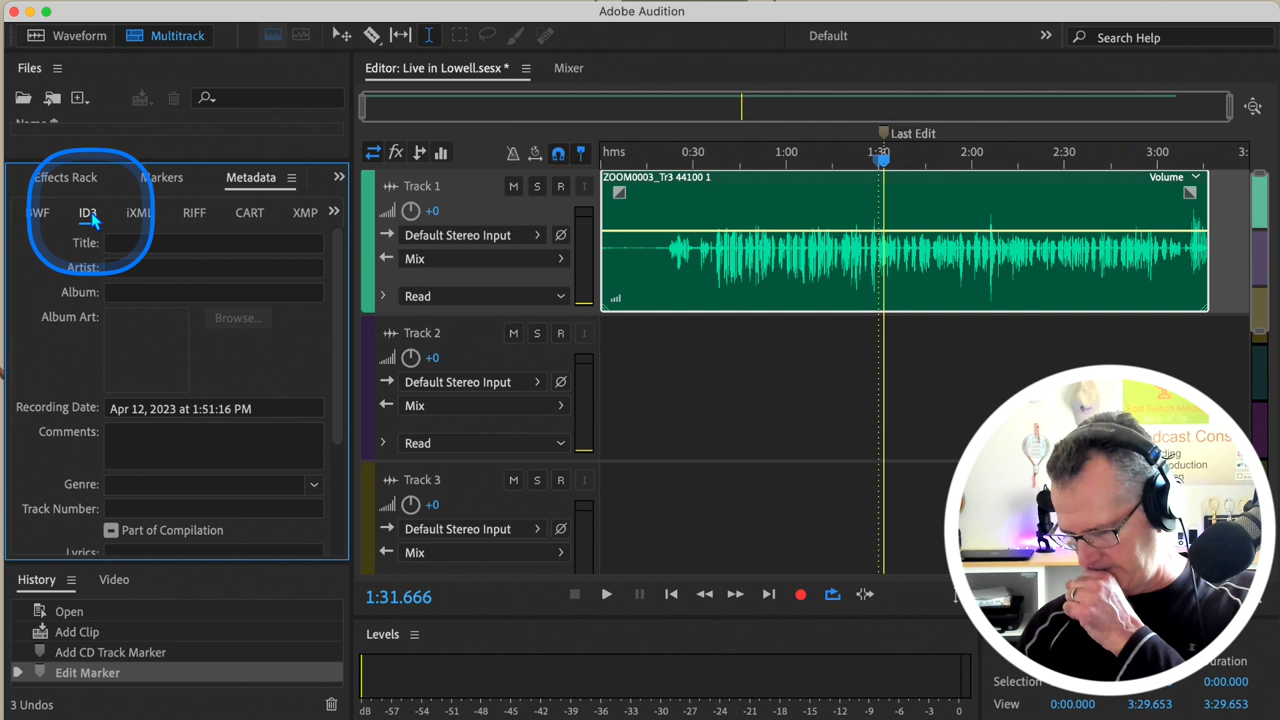 Adobe Audition
Waveform
Multitrack
Default
Search Help
Files
Editor: Live in Lowell.sesx *
Mixer
Last Edit
hms
0:30
1:00
1:30
2:00
2:30
3:00
Effects Rack
Markers
Metadata
BWF
ID3
iXML
RIFF
CART
XMP
Title:
Artist:
Album:
Album Art:
Browse...
Recording Date:
Apr 12, 2023 at 1:51:16 PM
Comments:
Genre:
Track Number:
Part of Compilation
Lyrics:
fx
Track 1
M
S
R
I
+0
Default Stereo Input
Mix
Read
ZOOM0003_Tr3 44100 1
Volume
Track 2
M
S
R
I
+0
Default Stereo Input
Mix
Read
Track 3
M
S
R
I
+0
Default Stereo Input
Mix
1:31.666
History
Video
Open
Add Clip
Add CD Track Marker
Edit Marker
3 Undos
Levels
dB
-57
-54
-51
-48
-45
-42
-39
-36
-33
-30
-27
-24
-21
-18
-15
-12
-9
-6
-3
0
Selection
0:00.000
View
0:00.000
3:29.653
3:29.653
Fast Twitch Media